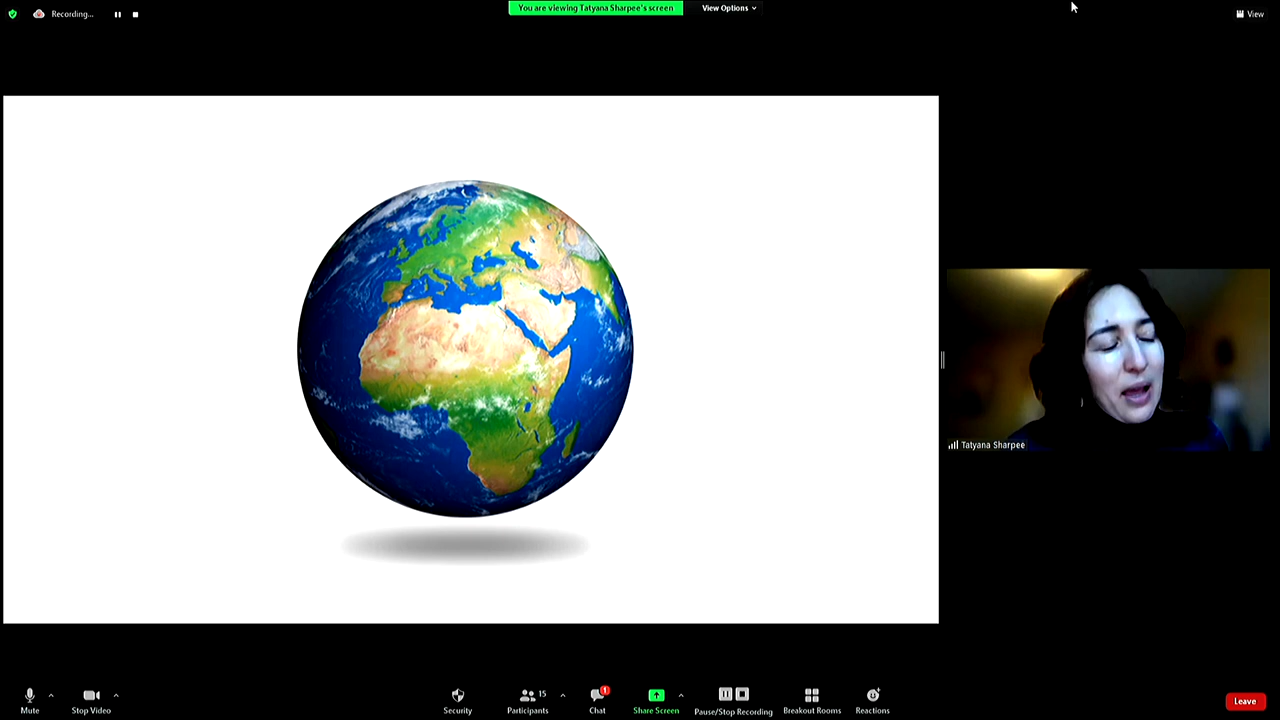 Recording...
You are viewing Tatyana Sharpee's screen
View Options
View
Tatyana Sharpee
Mute
Stop Video
Security
Participants
15
Chat
1
Share Screen
Pause/Stop Recording
Breakout Rooms
Reactions
Leave